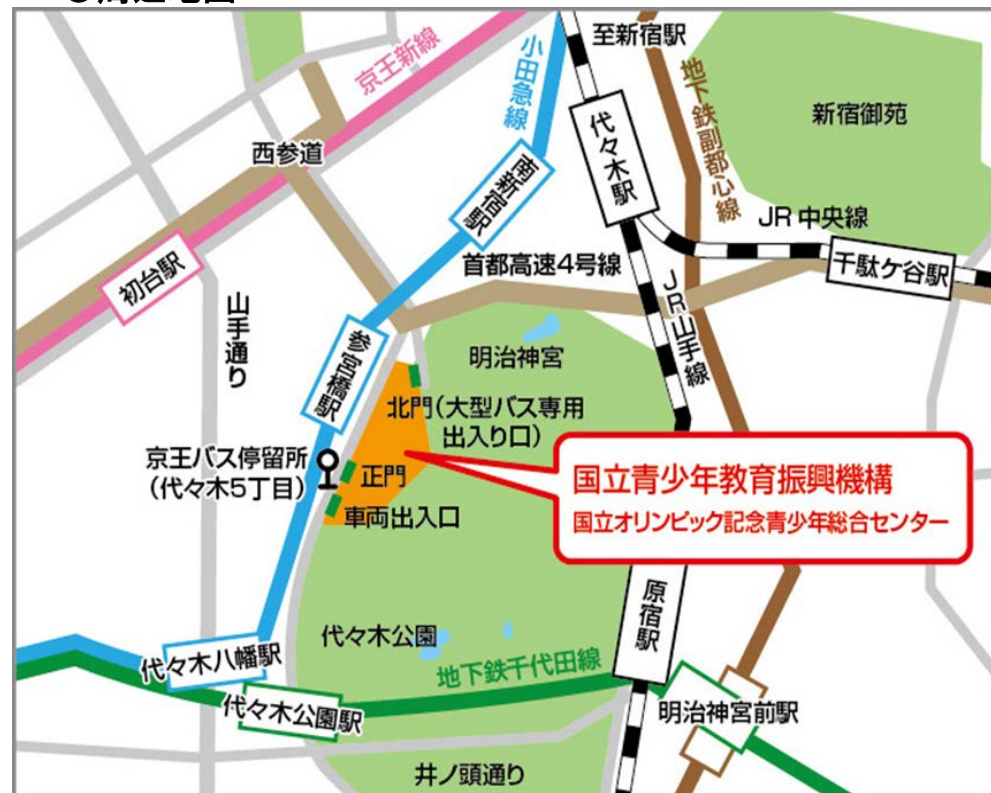 至新宿駅
京王新線
小田急線
地下鉄副都心線
新宿御苑
代々木駅
西参道
南新宿駅
JR中央線
千駄ケ谷駅
初台駅
首都高速4号線
JR山手線
山手通り
参宮橋駅
明治神宮
北門(大型バス専用
出入り口)
京王バス停留所
(代々木5丁目)
正門
車両出入口
国立青少年教育振興機構
国立オリンピック記念青少年総合センター
原宿駅
代々木公園
代々木八幡駅
地下鉄千代田線
代々木公園駅
明治神宮前駅
井ノ頭通り